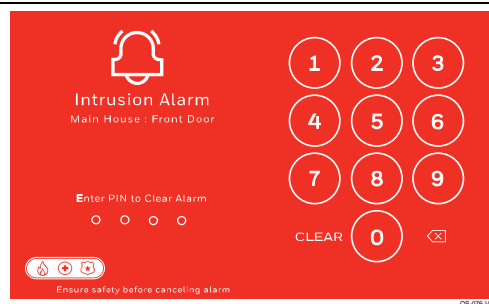 Intrusion Alarm
Main House : Front Door
Enter PIN to Clear Alarm
Ensure safety before canceling alarm
1 2 3
4 5 6
7 8 9
CLEAR 0